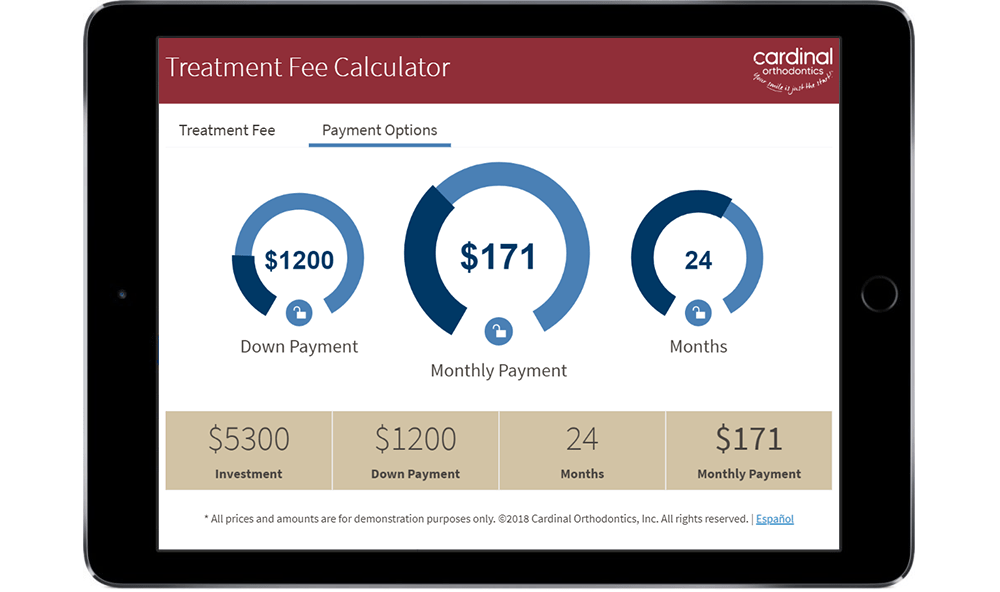 Treatment Fee Calculator
cardinal
orthodontics
Your smile is just the start!
Treatment Fee
Payment Options
$1200
$171
24
Down Payment
Monthly Payment
Months
$5300
$1200
24
$171
Investment
Down Payment
Months
Monthly Payment
* All prices and amounts are for demonstration purposes only. ©2018 Cardinal Orthodontics, Inc. All rights reserved. | Español